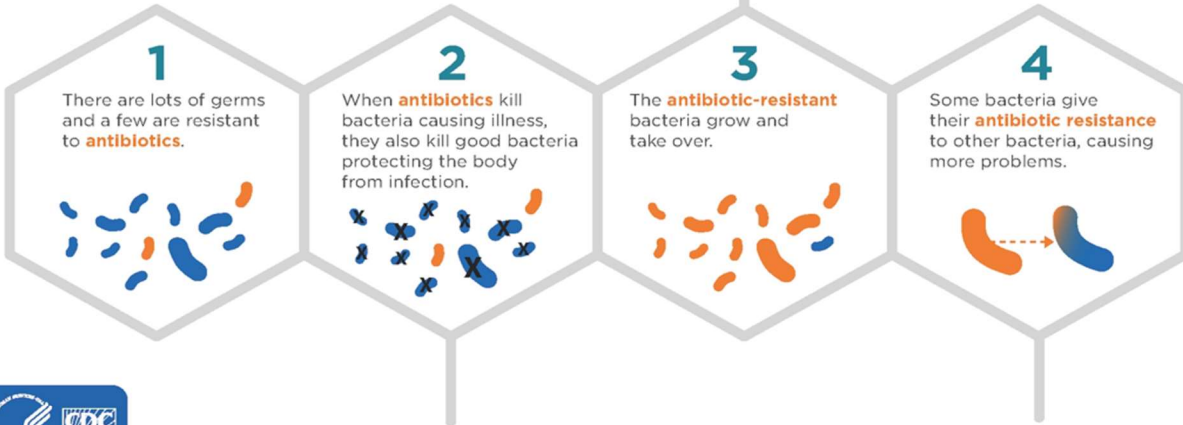 1
There are lots of germs
and a few are resistant
to antibiotics.
2
When antibiotics kill
bacteria causing illness,
they also kill good bacteria
protecting the body
from infection.
X X X X X X X X X X
3
The antibiotic-resistant
bacteria grow and
take over.
4
Some bacteria give
their antibiotic resistance
to other bacteria, causing
more problems.
CDC